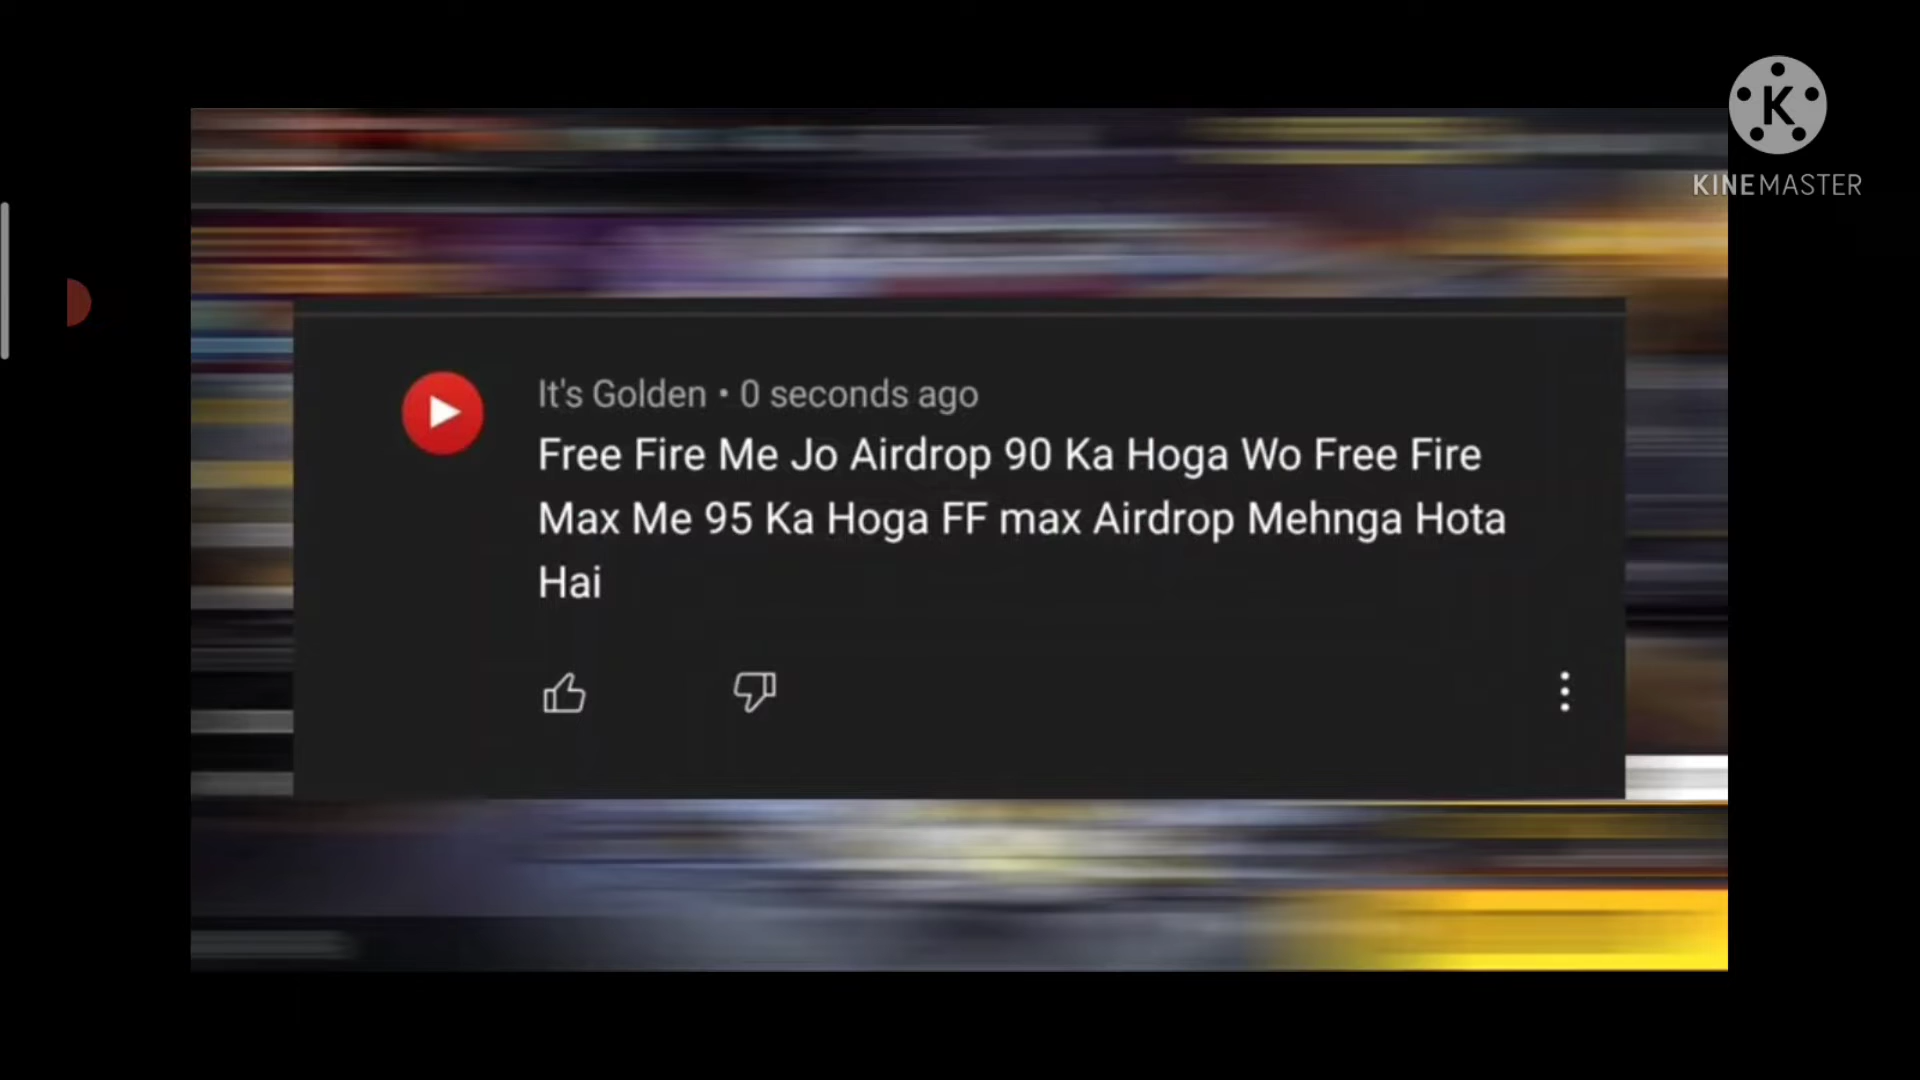 K
KINEMASTER
It's Golden • 0 seconds ago
Free Fire Me Jo Airdrop 90 Ka Hoga Wo Free Fire
Max Me 95 Ka Hoga FF max Airdrop Mehnga Hota
Hai